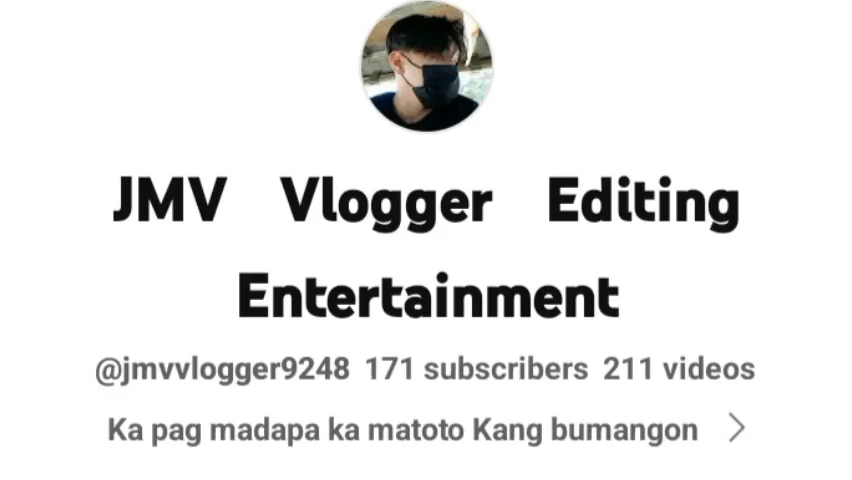 JMV Vlogger Editing
Entertainment
@jmvvlogger9248 171 subscribers 211 videos
Ka pag madapa ka matoto Kang bumangon